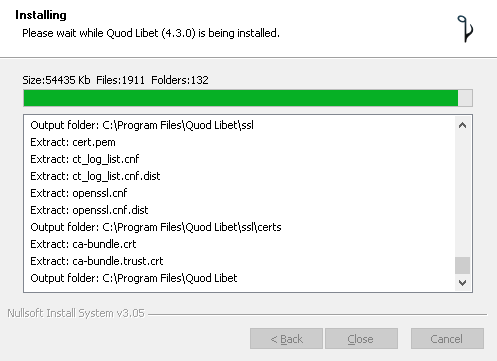 Installing
Please wait while Quod Libet (4.3.0) is being installed.
Size:54435 Kb  Files:1911  Folders:132
Output folder: C:\Program Files\Quod Libet\ssl
Extract: cert.pem
Extract: ct_log_list.cnf
Extract: ct_log_list.cnf.dist
Extract: openssl.cnf
Extract: openssl.cnf.dist
Output folder: C:\Program Files\Quod Libet\ssl\certs
Extract: ca-bundle.crt
Extract: ca-bundle.trust.crt
Output folder: C:\Program Files\Quod Libet
Nullsoft Install System v3.05
< Back Close Cancel